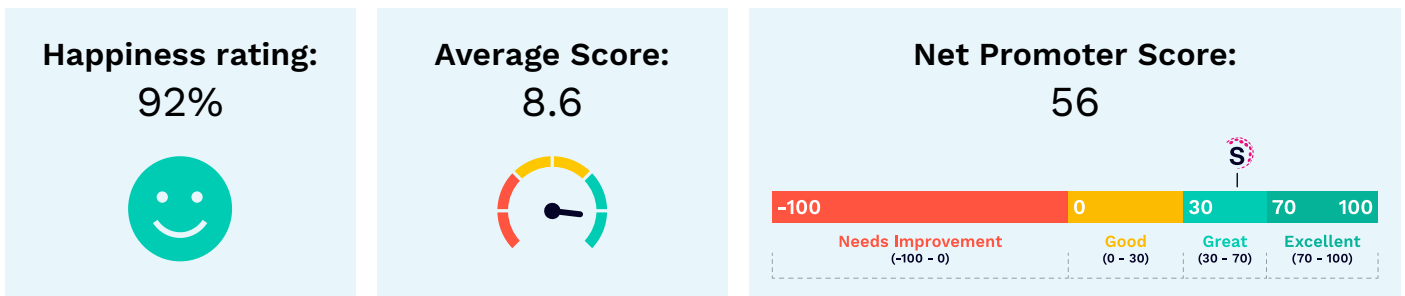 Happiness rating:
92%
Average Score:
8.6
Net Promoter Score:
56
S
-100 0 30 70 100
Needs Improvement Good Great Excellent
(-100 - 0) (0 - 30) (30 - 70) (70 - 100)